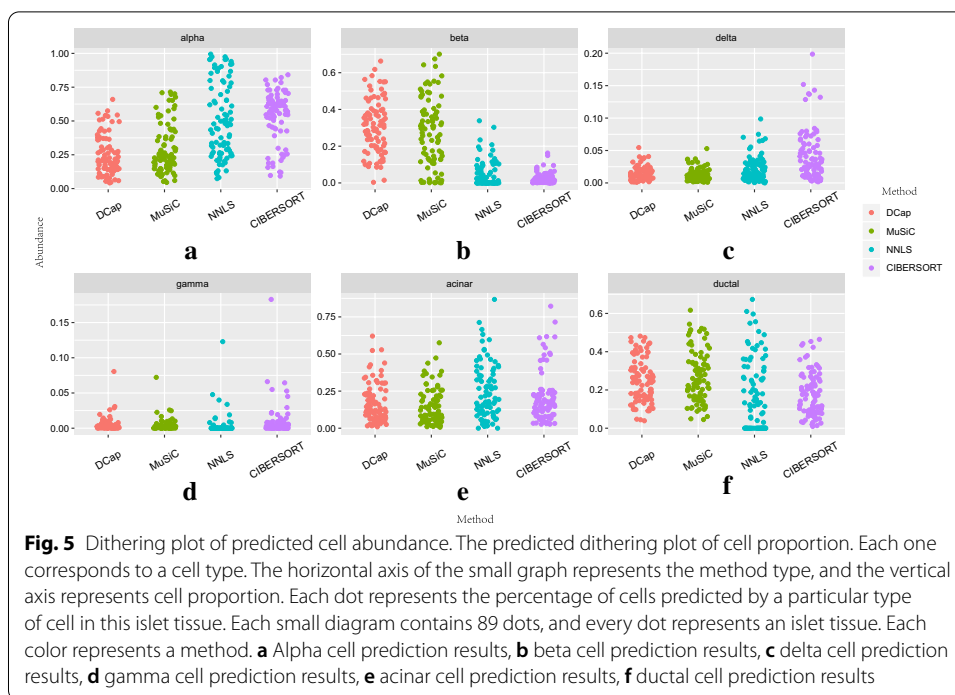 alpha
beta
delta
1.00
0.75
0.50
0.25
0.00
0.6
0.4
0.2
0.0
0.20
0.15
0.10
0.05
0.00
DCap
MuSiC
NNLS
CIBERSORT
DCap
MuSiC
NNLS
CIBERSORT
DCap
MuSiC
NNLS
CIBERSORT
Abundance
a
b
c
Method
DCap
MuSiC
NNLS
CIBERSORT
gamma
acinar
ductal
0.15
0.10
0.05
0.00
0.75
0.50
0.25
0.00
0.6
0.4
0.2
0.0
DCap
MuSiC
NNLS
CIBERSORT
DCap
MuSiC
NNLS
CIBERSORT
DCap
MuSiC
NNLS
CIBERSORT
d
e
f
Method
Fig. 5 Dithering plot of predicted cell abundance. The predicted dithering plot of cell proportion. Each one
corresponds to a cell type. The horizontal axis of the small graph represents the method type, and the vertical
axis represents cell proportion. Each dot represents the percentage of cells predicted by a particular type
of cell in this islet tissue. Each small diagram contains 89 dots, and every dot represents an islet tissue. Each
color represents a method. a Alpha cell prediction results, b beta cell prediction results, c delta cell prediction
results, d gamma cell prediction results, e acinar cell prediction results, f ductal cell prediction results